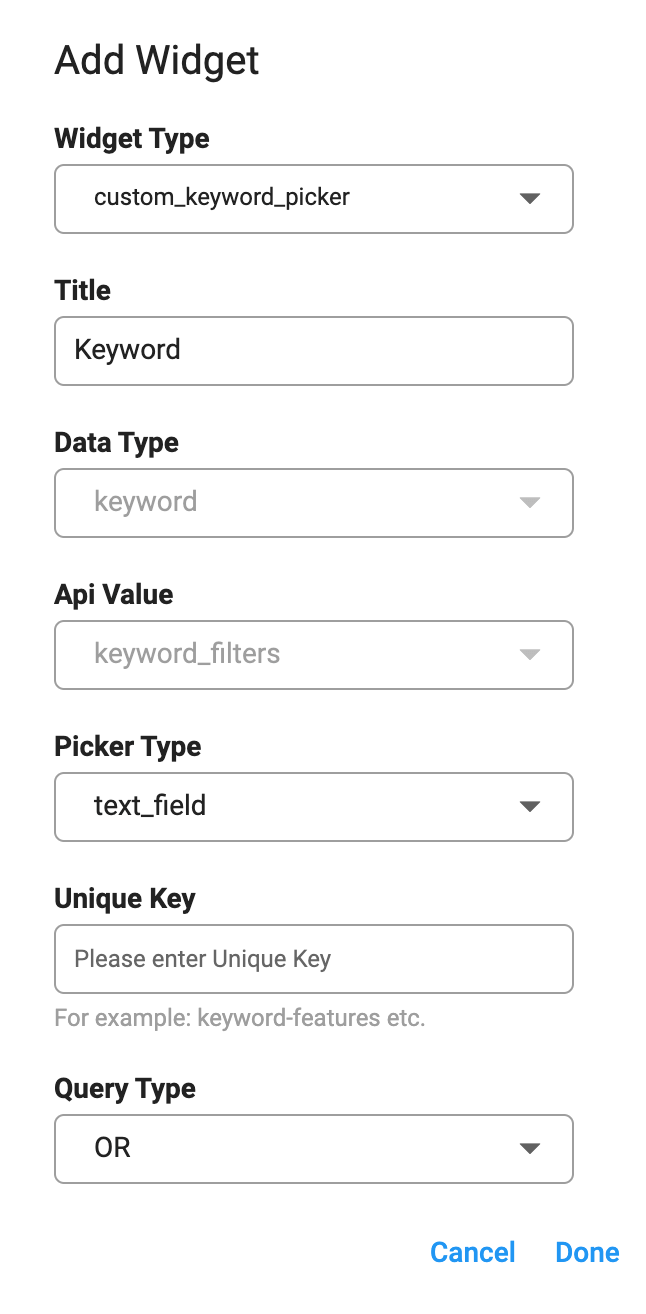 Add Widget
Widget Type
custom_keyword_picker
Title
Keyword
Data Type
keyword
Api Value
keyword_filters
Picker Type
text_field
Unique Key
Please enter Unique Key
For example: keyword-features etc.
Query Type
OR
Cancel Done